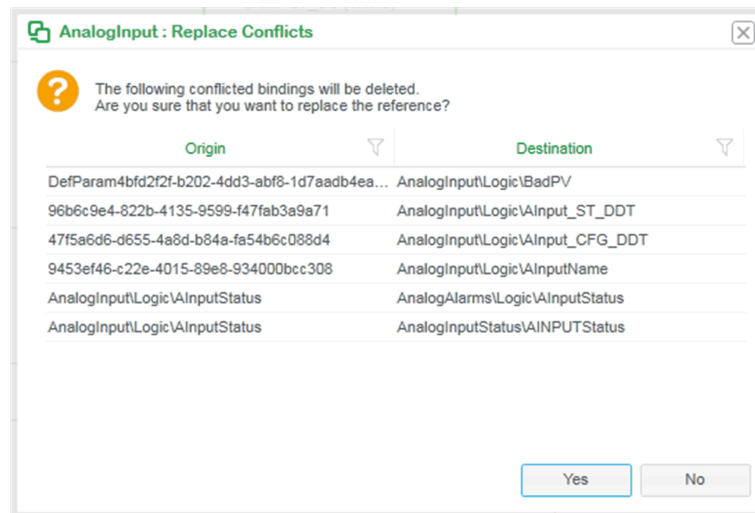 AnalogInput : Replace Conflicts
The following conflicted bindings will be deleted.
Are you sure that you want to replace the reference?
Origin Destination
DefParam4bfd2f2f-b202-4dd3-abf8-1d7aadb4ea... AnalogInput\Logic\BadPV
96b6c9e4-822b-4135-9599-f47fab3a9a71 AnalogInput\Logic\AInput_ST_DDT
47f5a6d6-d655-4a8d-b84a-fa54b6c088d4 AnalogInput\Logic\AInput_CFG_DDT
9453ef46-c22e-4015-89e8-934000bcc308 AnalogInput\Logic\AInputName
AnalogInput\Logic\AInputStatus AnalogAlarms\Logic\AInputStatus
AnalogInput\Logic\AInputStatus AnalogInputStatus\AINPUTStatus
Yes No